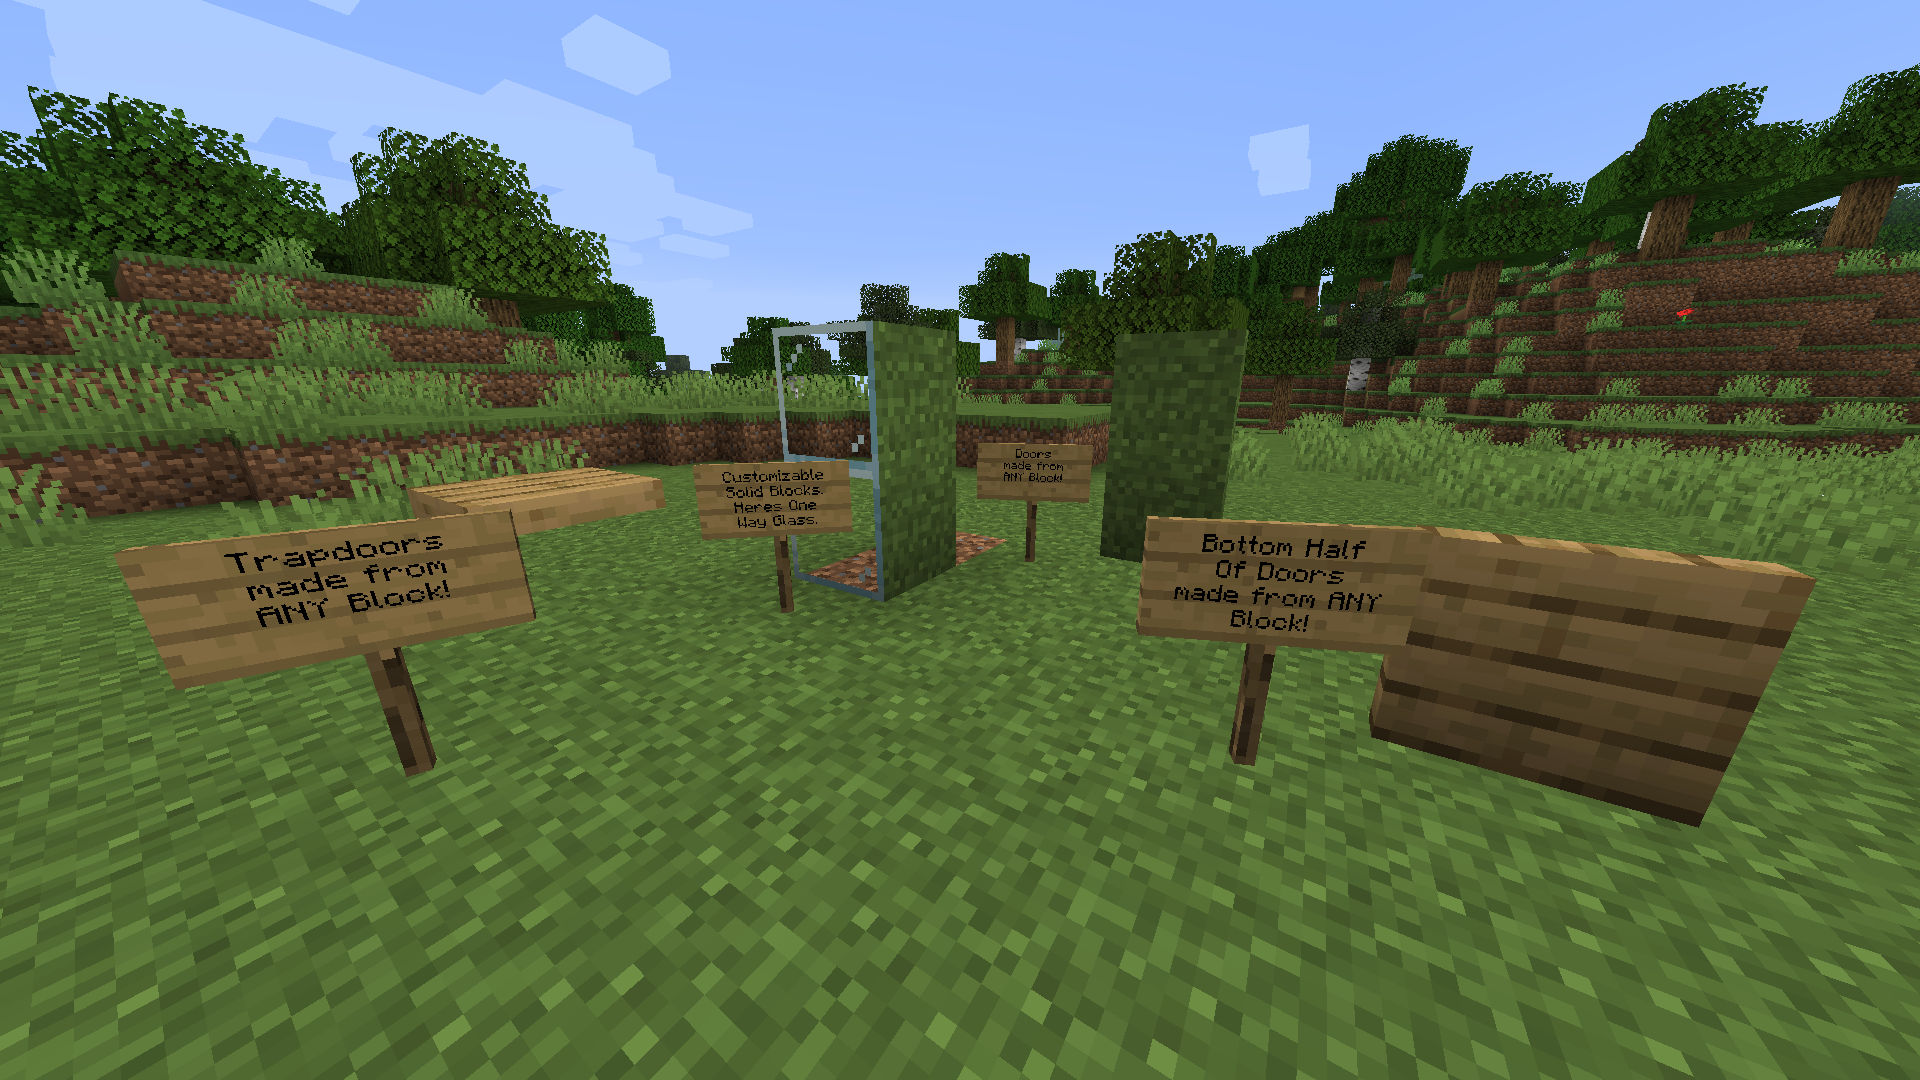 Trapdoors
made from
ANY Block!
Customizable
Solid Blocks.
Heres One
Way Glass.
Doors
made from
ANY Block!
Bottom Half
Of Doors
made from ANY
Block!